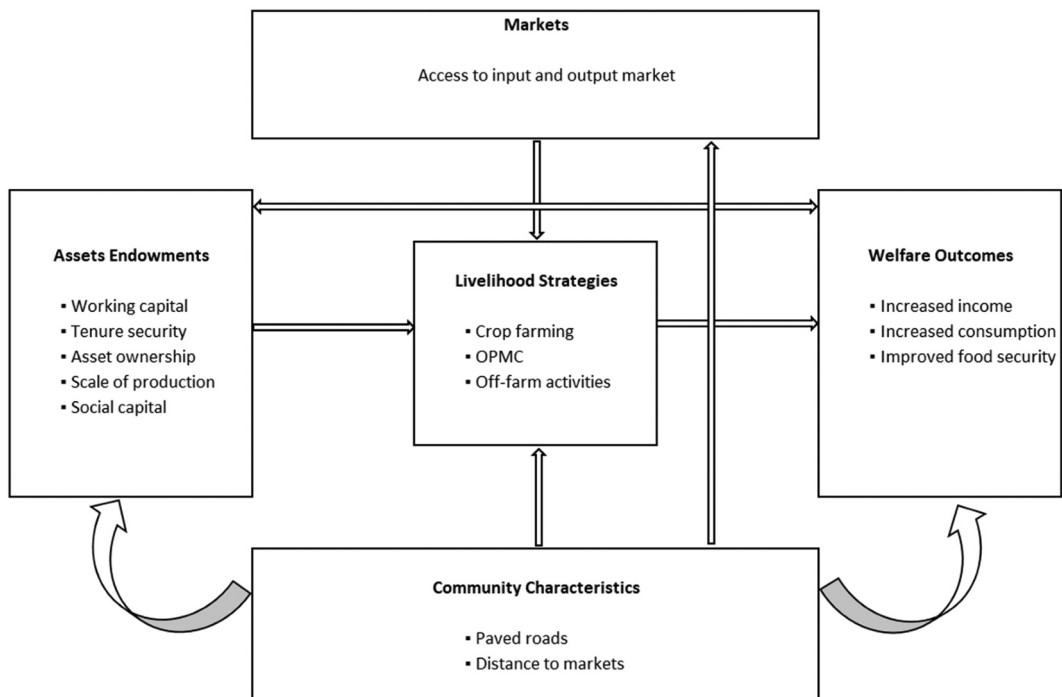 Markets
Access to input and output market
Assets Endowments
▪ Working capital
▪ Tenure security
▪ Asset ownership
▪ Scale of production
▪ Social capital
Livelihood Strategies
▪ Crop farming
▪ OPMC
▪ Off-farm activities
Welfare Outcomes
▪ Increased income
▪ Increased consumption
▪ Improved food security
Community Characteristics
▪ Paved roads
▪ Distance to markets